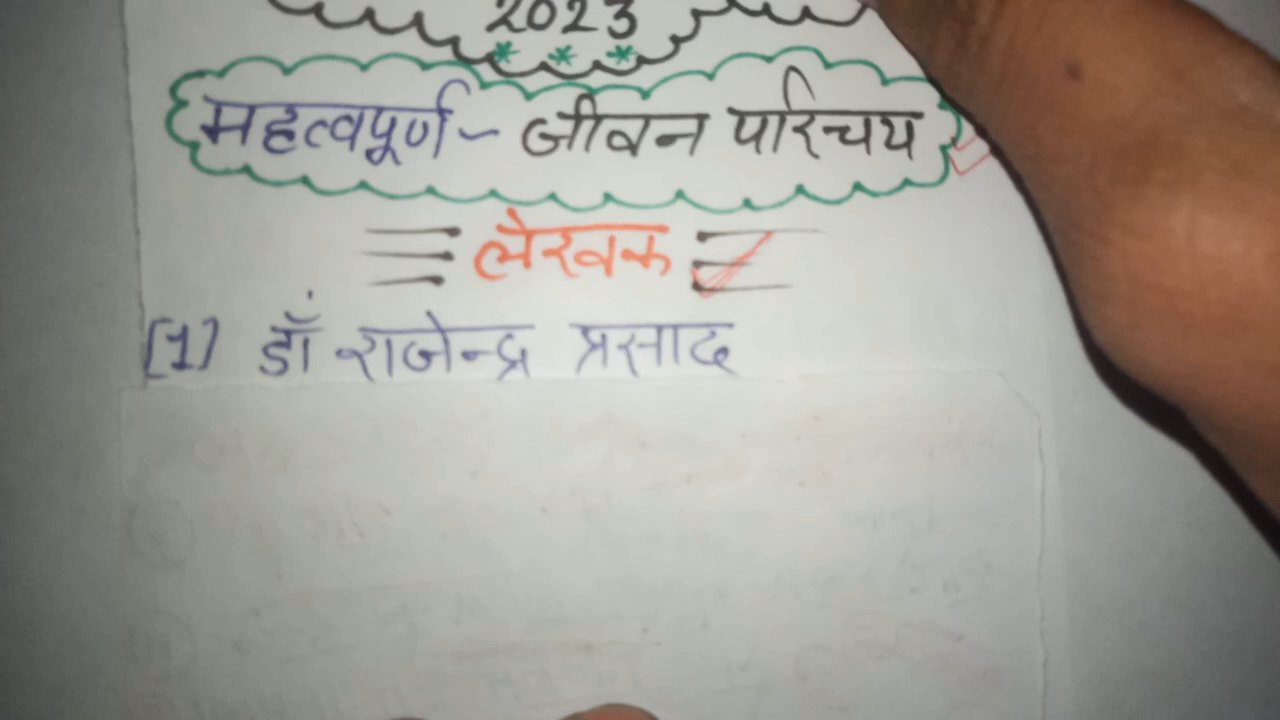 2023
* * *
महत्वपूर्ण - जीवन परिचय
लेखक
[1] डॉ राजेन्द्र प्रसाद